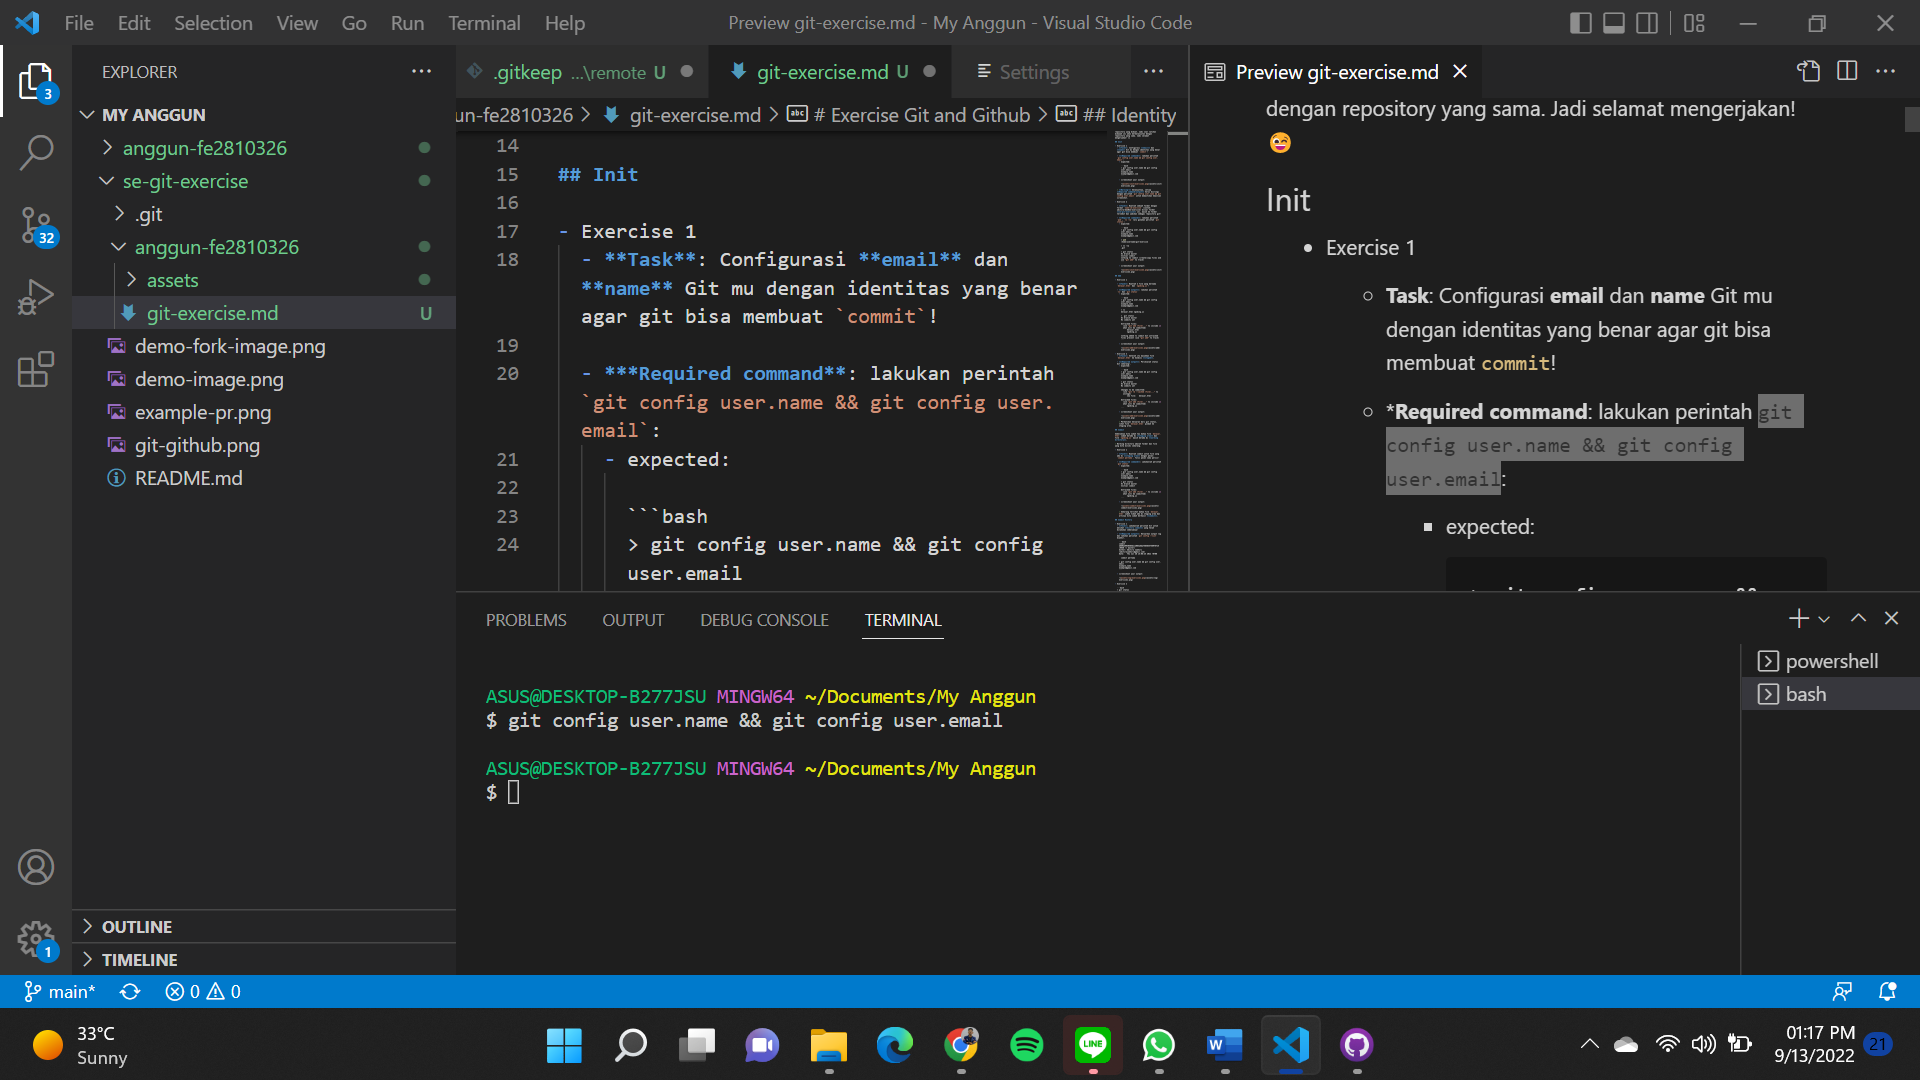 File Edit Selection View Go Run Terminal Help
Preview git-exercise.md - My Anggun - Visual Studio Code
EXPLORER
MY ANGGUN
anggun-fe2810326
se-git-exercise
.git
anggun-fe2810326
assets
git-exercise.md U
demo-fork-image.png
demo-image.png
example-pr.png
git-github.png
README.md
OUTLINE
TIMELINE
3
32
1
.gitkeep ...\remote U
git-exercise.md U
Settings
un-fe2810326 > git-exercise.md > # Exercise Git and Github > ## Identity
14
15 ## Init
16
17 - Exercise 1
18 - **Task**: Configurasi **email** dan
**name** Git mu dengan identitas yang benar
agar git bisa membuat `commit`!
19
20 - ***Required command**: lakukan perintah
`git config user.name && git config user.
email`:
21 - expected:
22
23 ```bash
24 > git config user.name && git config
user.email
Preview git-exercise.md
dengan repository yang sama. Jadi selamat mengerjakan!
😄
Init
• Exercise 1
Task: Configurasi email dan name Git mu
dengan identitas yang benar agar git bisa
membuat commit!
*Required command: lakukan perintah git
config user.name && git config
user.email:
expected:
PROBLEMS OUTPUT DEBUG CONSOLE TERMINAL
ASUS@DESKTOP-B277JSU MINGW64 ~/Documents/My Anggun
$ git config user.name && git config user.email
ASUS@DESKTOP-B277JSU MINGW64 ~/Documents/My Anggun
$
powershell
bash
main* 0 0
33°C
Sunny
LINE
W
01:17 PM
9/13/2022
21